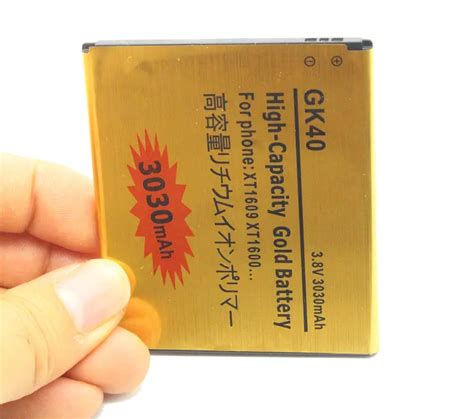 GK40
High-Capacity Gold Battery
For phone: XT1609 XT1600...
高容量リチウムイオンポリマー
3030mAh
3.8V 3030mAh